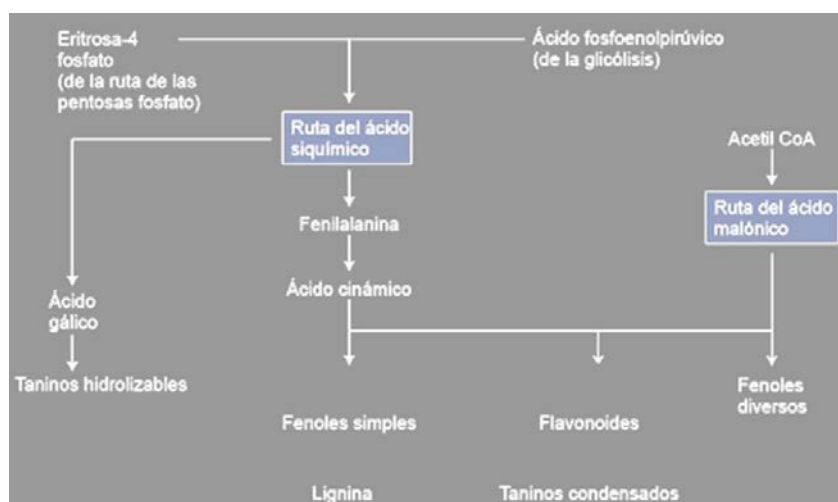 Eritrosa-4
fosfato
(de la ruta de las
pentosas fosfato)
Ácido fosfoenolpirúvico
(de la glicólisis)
Ruta del ácido
siquímico
Acetil CoA
Ruta del ácido
malónico
Fenilalanina
Ácido cinámico
Ácido
gálico
Taninos hidrolizables
Fenoles simples
Flavonoides
Fenoles
diversos
Lignina
Taninos condensados